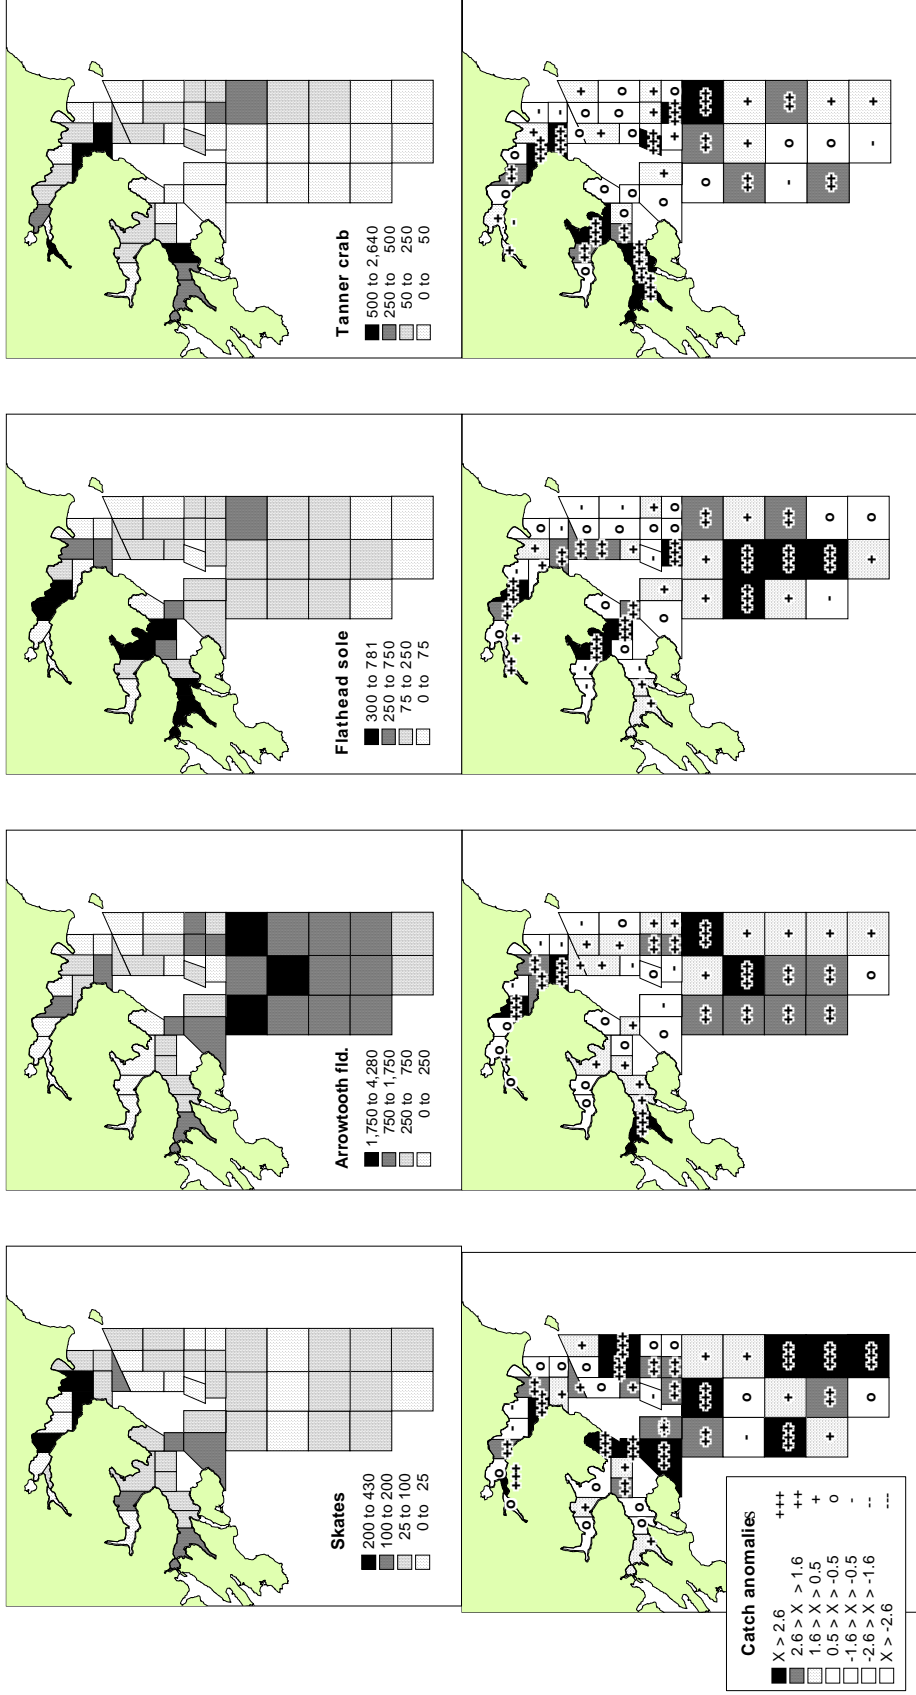 Skates
200 to 430
100 to 200
25 to 100
0 to 25
Arrowtooth fld.
1,750 to 4,280
750 to 1,750
250 to 750
0 to 250
Flathead sole
300 to 781
250 to 750
75 to 250
0 to 75
Tanner crab
500 to 2,640
250 to 500
50 to 250
0 to 50
Catch anomalies
X > 2.6 +++
2.6 > X > 1.6 ++
1.6 > X > 0.5 +
0.5 > X > -0.5 o
-1.6 > X > -0.5 -
-2.6 > X > -1.6 --
X > -2.6 ---